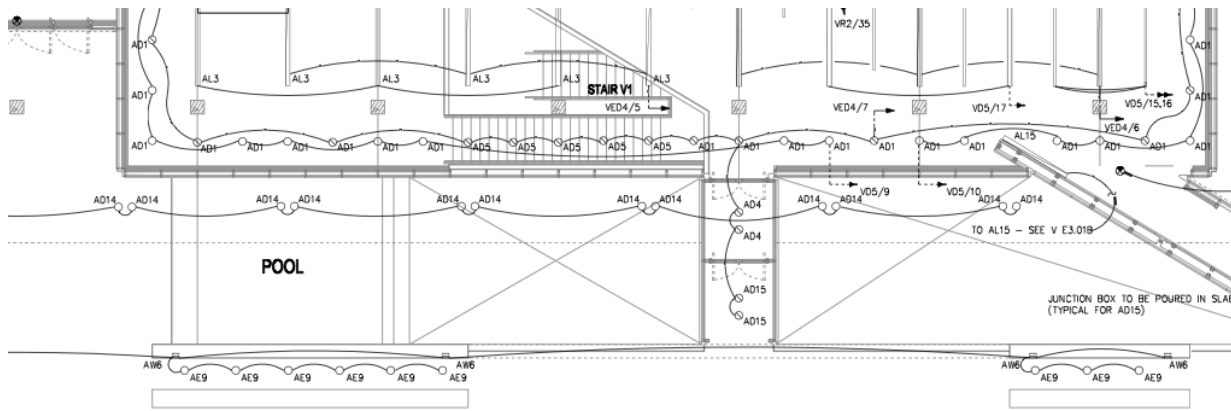 VR2/35
AD1
AD1
AL3
AL3
AL3
AL3
AL3
STAIR V1
AD1
AD1
VED4/5
VED4/7
VD5/17
VD5/15,16
VED4/6
AL15
AD1
AD1
AD1
AD1
AD1
AD1
AD1
AD5
AD5
AD5
AD5
AD5
AD1
AD1
AD1
AD1
AD1
AD1
AD1
AD1
AD1
VD5/9
VD5/10
AD14
AD14
AD14
AD14
AD14
AD14
AD14
AD14
AD14
AD14
AD14
AD14
AD4
AD4
TO AL15 – SEE V E3.01B
POOL
AD15
AD15
JUNCTION BOX TO BE POURED IN SLAB
(TYPICAL FOR AD15)
AW6
AW6
AW6
AW6
AE9
AE9
AE9
AE9
AE9
AE9
AE9
AE9
AE9